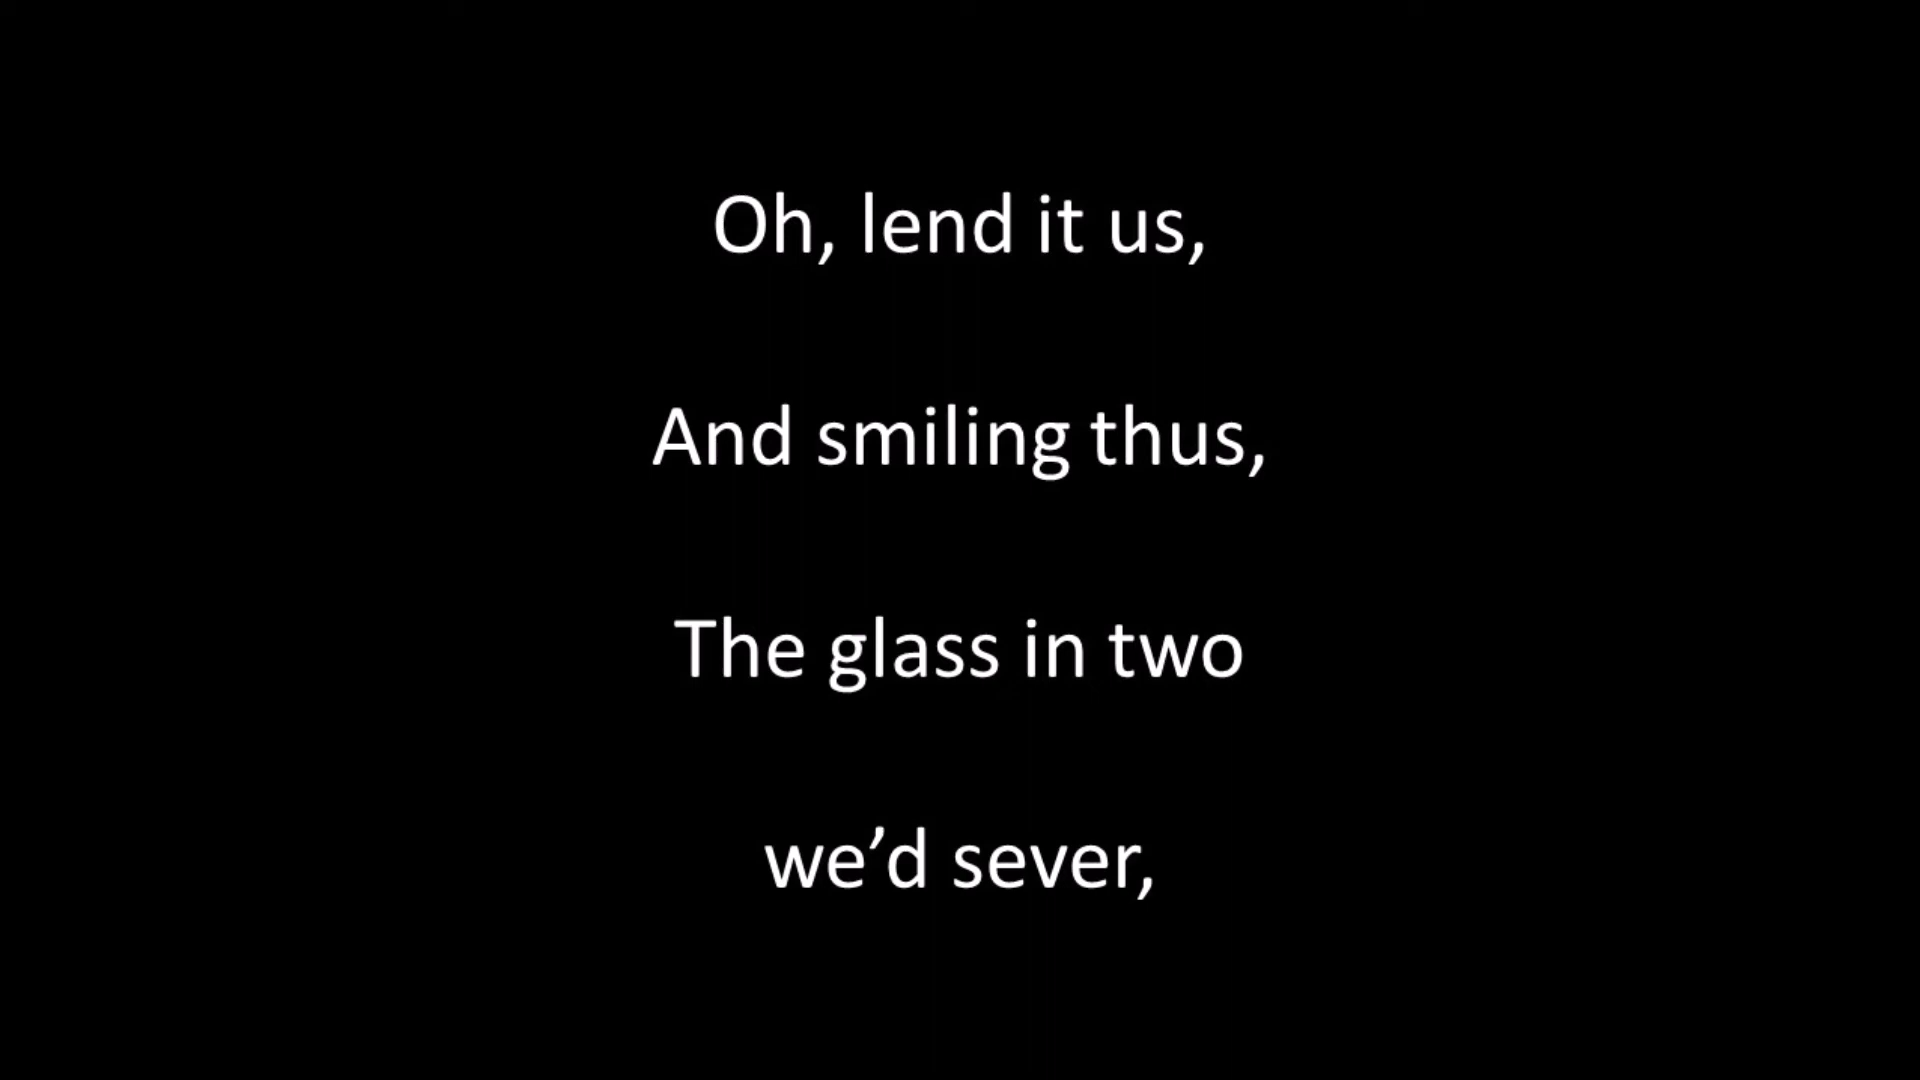 Oh, lend it us,
And smiling thus,
The glass in two
we’d sever,